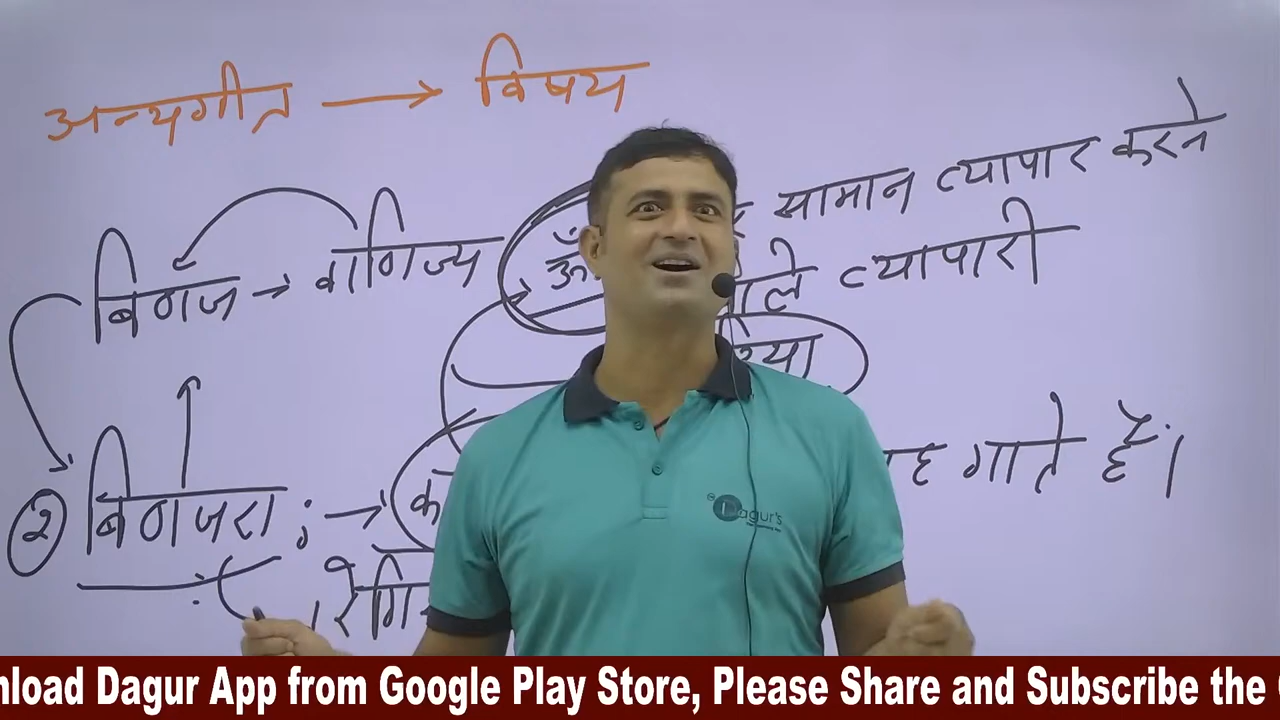 अन्यगीत → विषय
सामान व्यापार करने
बिणज → वाणिज्य
वाले व्यापारी
② बिणजरा ; →
गाते हैं।
Dagur's
nload Dagur App from Google Play Store, Please Share and Subscribe the